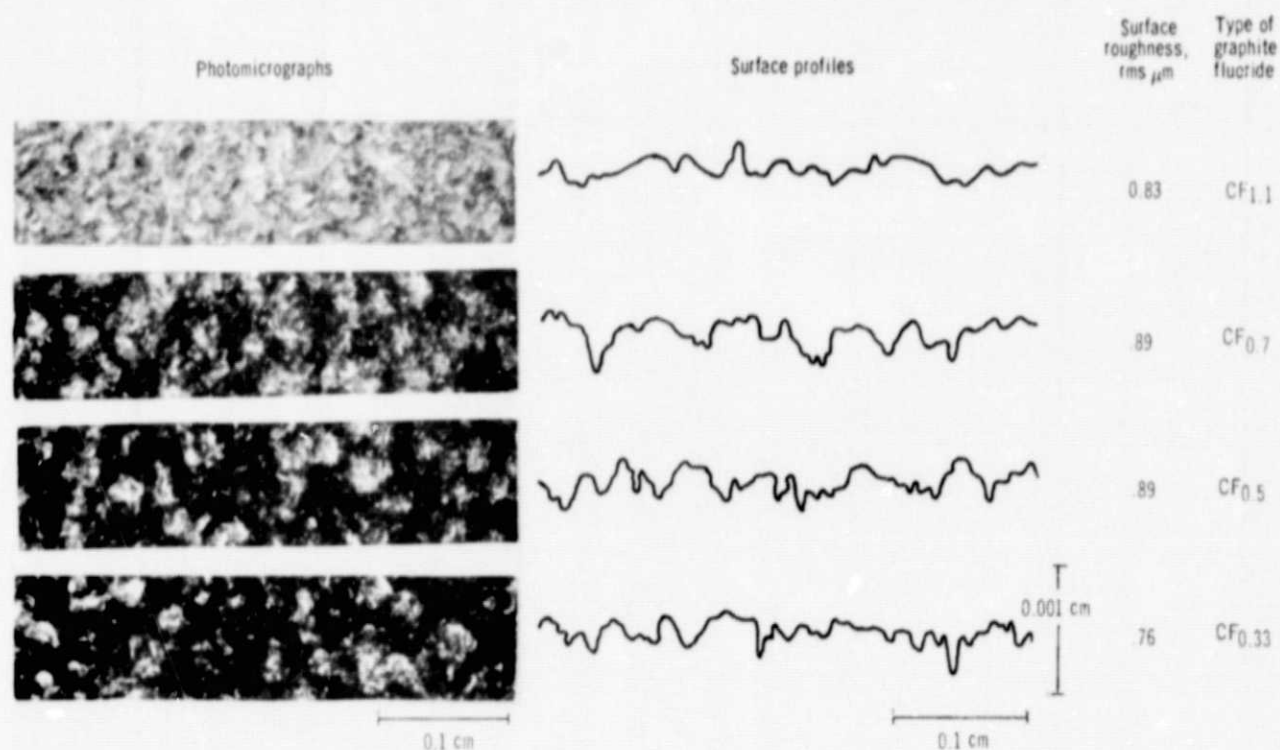 Photomicrographs
Surface profiles
Surface
roughness,
rms μm
Type of
graphite
fluoride
0.83
CF1.1
.89
CF0.7
.89
CF0.5
0.001 cm
.76
CF0.33
0.1 cm
0.1 cm